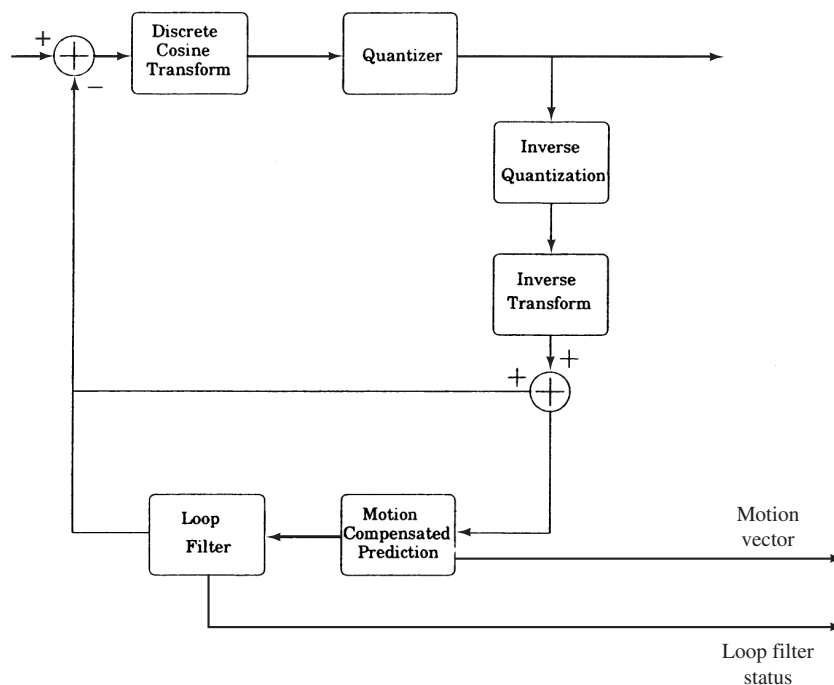 +
−
Discrete
Cosine
Transform
Quantizer
Inverse
Quantization
Inverse
Transform
+
+
Loop
Filter
Motion
Compensated
Prediction
Motion
vector
Loop filter
status